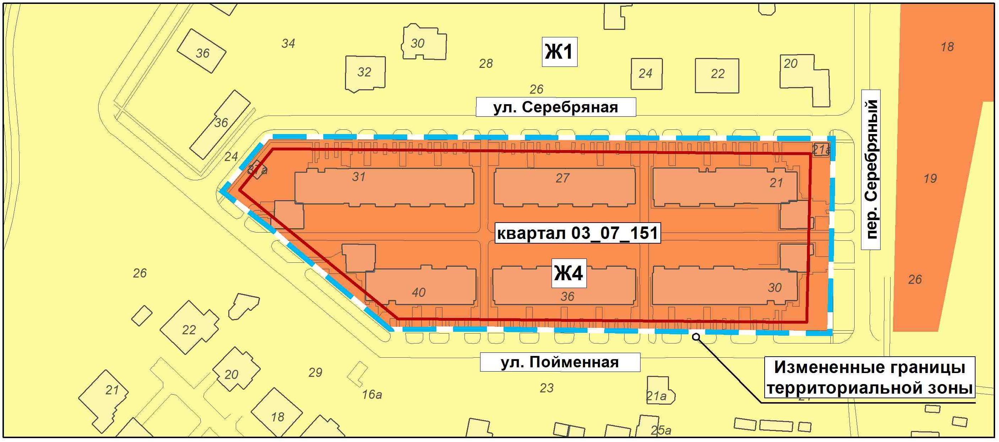 18
34
30
Ж1
36
28
20
32
24
22
26
ул. Серебряная
36
пер. Серебряный
24
21а
31а
31
27
21
19
квартал 03_07_151
26
Ж4
26
40
36
30
22
ул. Пойменная
Измененные границы
территориальной зоны
29
20
23
21
16а
21а
18
25а